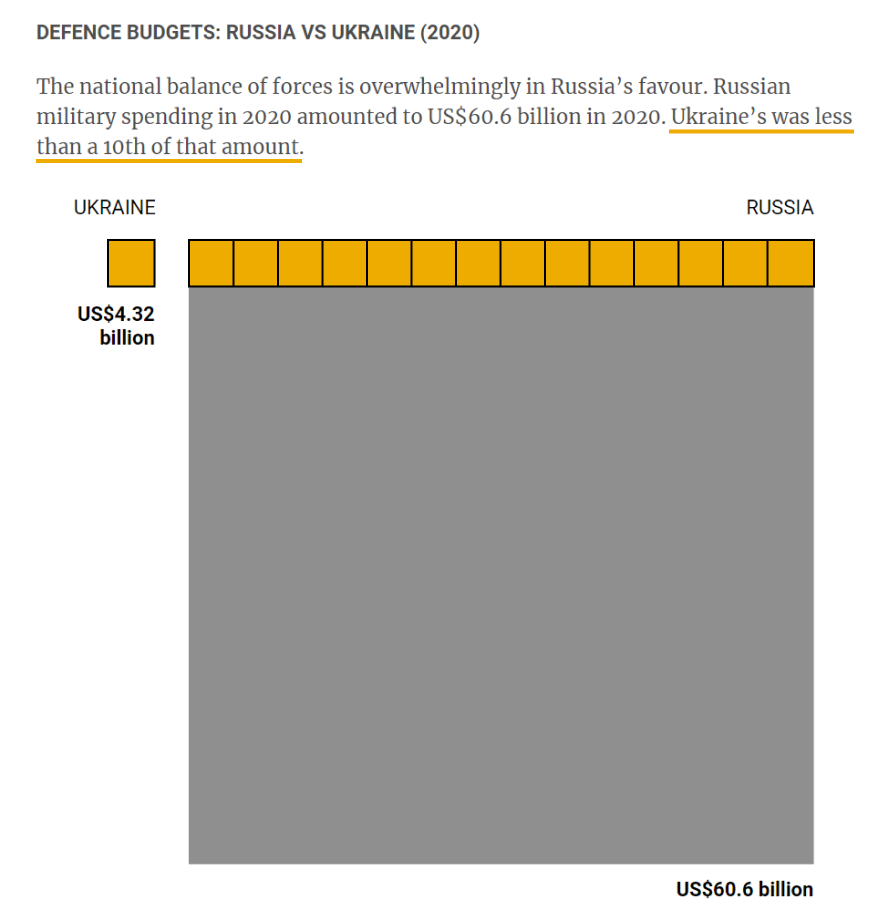 DEFENCE BUDGETS: RUSSIA VS UKRAINE (2020)
The national balance of forces is overwhelmingly in Russia’s favour. Russian
military spending in 2020 amounted to US$60.6 billion in 2020. Ukraine’s was less
than a 10th of that amount.
UKRAINE
RUSSIA
US$4.32
billion
US$60.6 billion